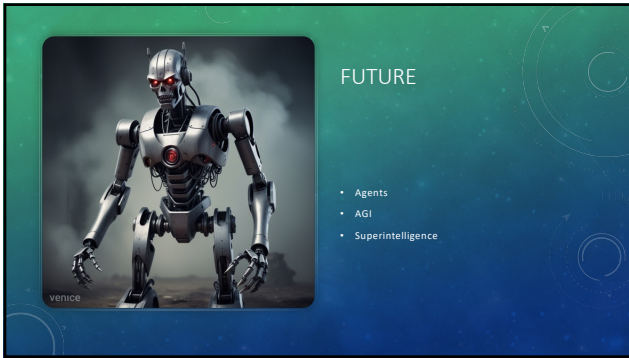 FUTURE
• Agents
• AGI
• Superintelligence
venice